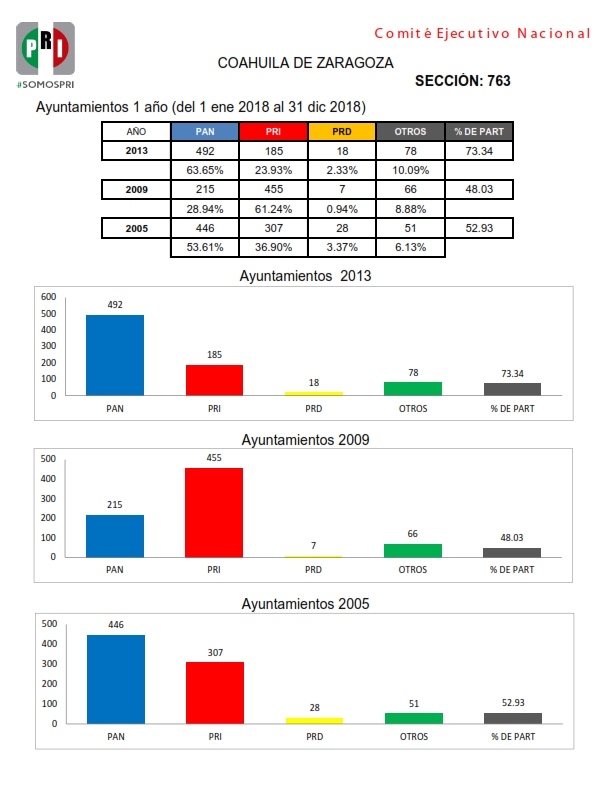 Comité Ejecutivo Nacional
PRI
#SOMOSPRI
COAHUILA DE ZARAGOZA
SECCIÓN: 763
Ayuntamientos 1 año (del 1 ene 2018 al 31 dic 2018)
AÑO PAN PRI PRD OTROS % DE PART
2013 492 185 18 78 73.34
63.65% 23.93% 2.33% 10.09%
2009 215 455 7 66 48.03
28.94% 61.24% 0.94% 8.88%
2005 446 307 28 51 52.93
53.61% 36.90% 3.37% 6.13%
Ayuntamientos 2013
600
500
400
300
200
100
0
492 185 18 78 73.34
PAN PRI PRD OTROS % DE PART
Ayuntamientos 2009
500
400
300
200
100
0
215 455 7 66 48.03
PAN PRI PRD OTROS % DE PART
Ayuntamientos 2005
500
400
300
200
100
0
446 307 28 51 52.93
PAN PRI PRD OTROS % DE PART